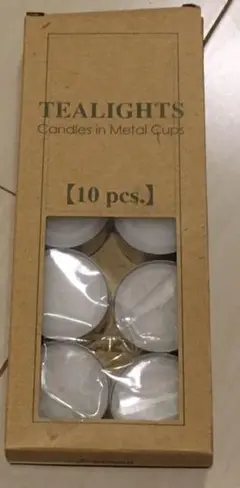 TEALIGHTS
Candles in Metal Cups
【10 pcs.】